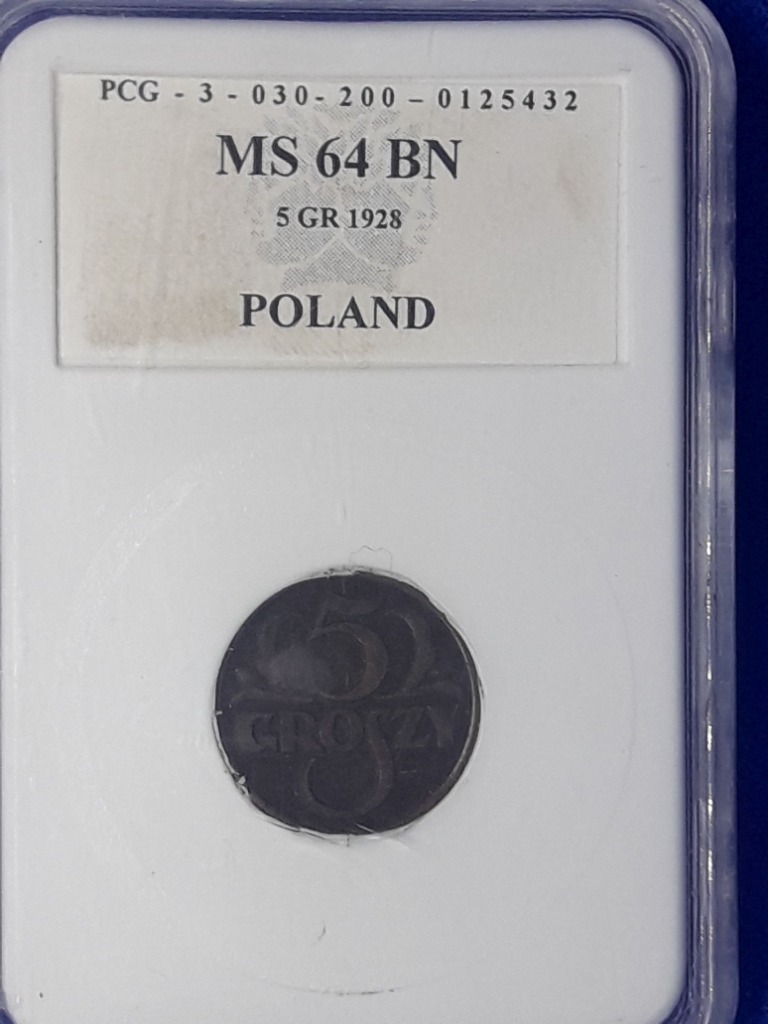 PCG - 3 - 030- 200 – 0125432
MS 64 BN
5 GR 1928
POLAND
5
GROSZY